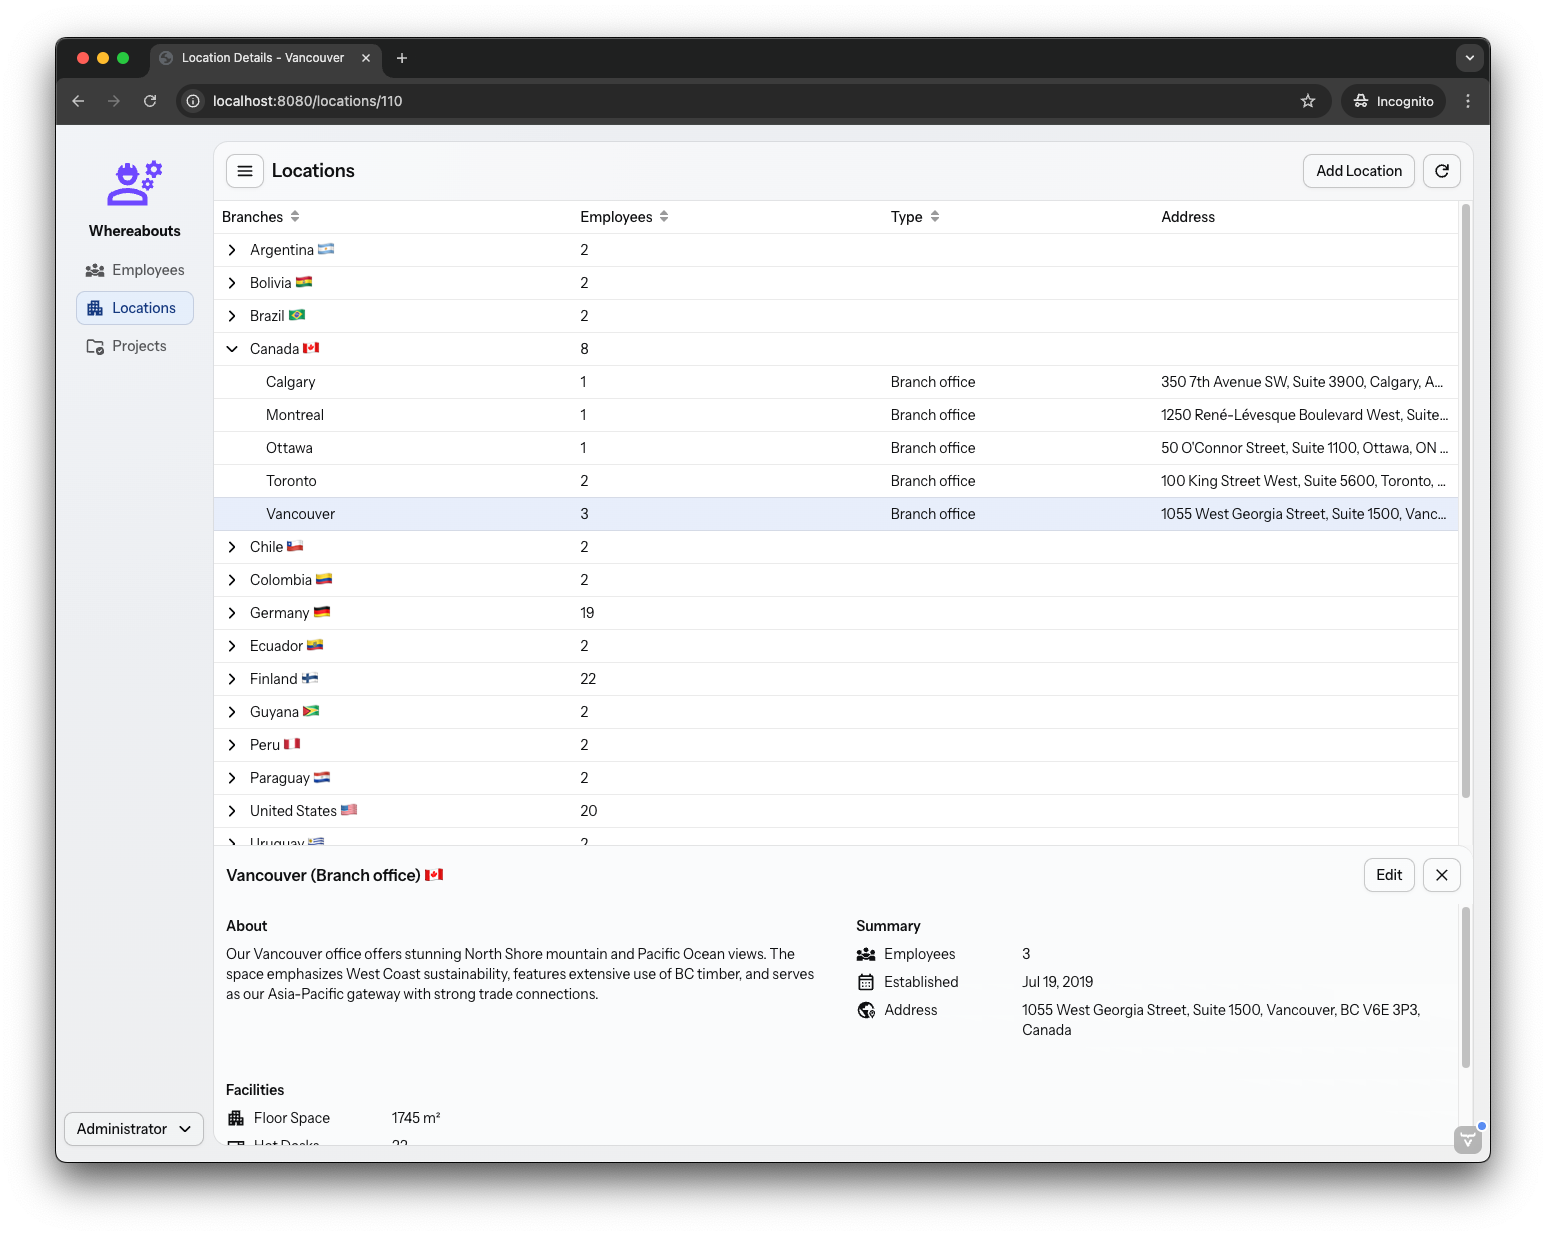 Location Details - Vancouver
localhost:8080/locations/110
Incognito
Whereabouts
Employees
Locations
Projects
Administrator
Locations
Add Location
Branches Employees Type Address
Argentina 2
Bolivia 2
Brazil 2
Canada 8
Calgary 1 Branch office 350 7th Avenue SW, Suite 3900, Calgary, A...
Montreal 1 Branch office 1250 René-Lévesque Boulevard West, Suite...
Ottawa 1 Branch office 50 O'Connor Street, Suite 1100, Ottawa, ON ...
Toronto 2 Branch office 100 King Street West, Suite 5600, Toronto, ...
Vancouver 3 Branch office 1055 West Georgia Street, Suite 1500, Vanc...
Chile 2
Colombia 2
Germany 19
Ecuador 2
Finland 22
Guyana 2
Peru 2
Paraguay 2
United States 20
Uruguay 2
Vancouver (Branch office)
Edit
About
Our Vancouver office offers stunning North Shore mountain and Pacific Ocean views. The
space emphasizes West Coast sustainability, features extensive use of BC timber, and serves
as our Asia-Pacific gateway with strong trade connections.
Summary
Employees 3
Established Jul 19, 2019
Address 1055 West Georgia Street, Suite 1500, Vancouver, BC V6E 3P3,
Canada
Facilities
Floor Space 1745 m²
Hot Desks